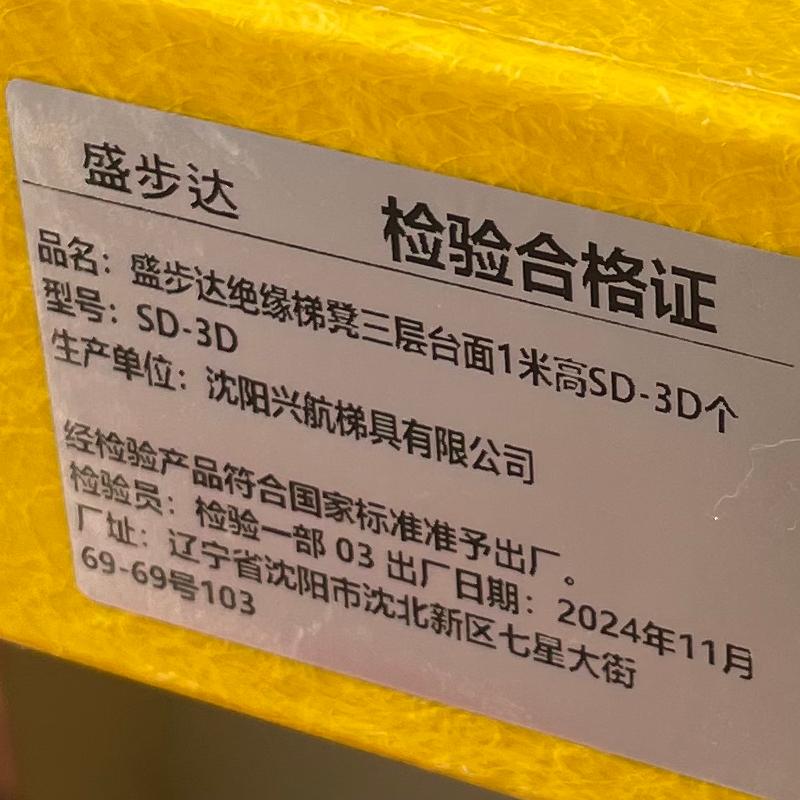 盛步达
检验合格证
品名：盛步达绝缘梯凳三层台面1米高SD-3D个
型号：SD-3D
生产单位：沈阳兴航梯具有限公司
经检验产品符合国家标准准予出厂。
检验员：检验一部 03 出厂日期：2024年11月
厂址：辽宁省沈阳市沈北新区七星大街
69-69号103